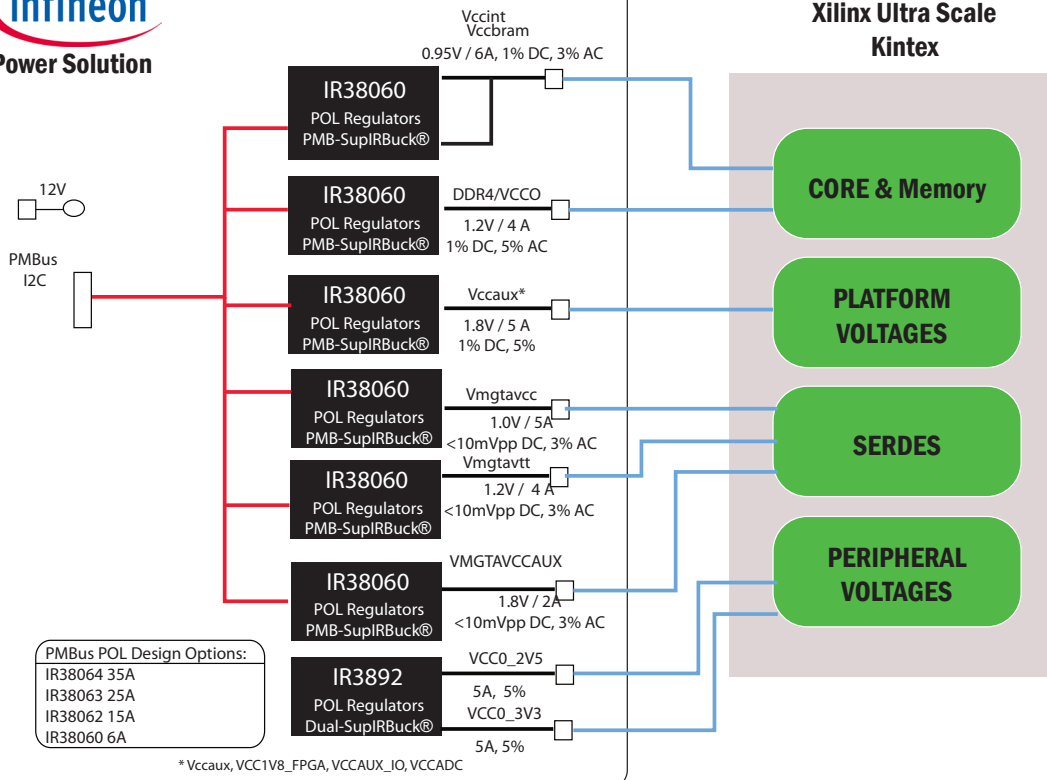 Infineon
Power Solution
Vccint
Vccbram
0.95V / 6A, 1% DC, 3% AC
Xilinx Ultra Scale
Kintex
IR38060
POL Regulators
PMB-SupIRBuck®
12V
PMBus
I2C
IR38060
POL Regulators
PMB-SupIRBuck®
DDR4/VCCO
1.2V / 4 A
1% DC, 5% AC
CORE & Memory
IR38060
POL Regulators
PMB-SupIRBuck®
Vccaux*
1.8V / 5 A
1% DC, 5%
PLATFORM
VOLTAGES
IR38060
POL Regulators
PMB-SupIRBuck®
Vmgtavcc
1.0V / 5A
<10mVpp DC, 3% AC
SERDES
IR38060
POL Regulators
PMB-SupIRBuck®
Vmgtavtt
1.2V / 4 A
<10mVpp DC, 3% AC
IR38060
POL Regulators
PMB-SupIRBuck®
VMGTAVCCAUX
1.8V / 2A
<10mVpp DC, 3% AC
PERIPHERAL
VOLTAGES
PMBus POL Design Options:
IR38064 35A
IR38063 25A
IR38062 15A
IR38060 6A
IR3892
POL Regulators
Dual-SupIRBuck®
VCC0_2V5
5A, 5%
VCC0_3V3
5A, 5%
* Vccaux, VCC1V8_FPGA, VCCAUX_IO, VCCADC